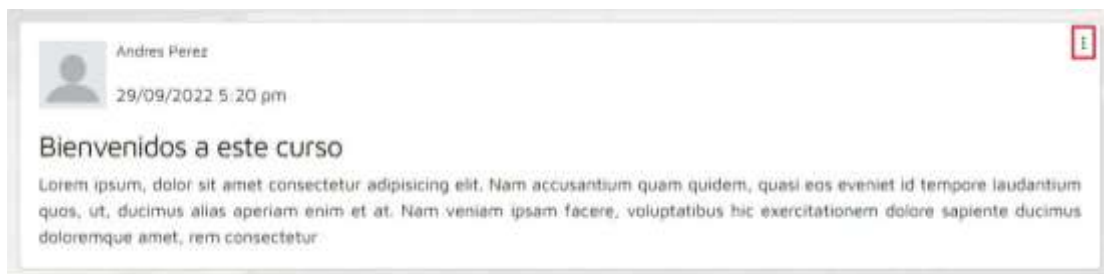 Andres Perez
29/09/2022 5:20 pm
Bienvenidos a este curso
Lorem ipsum, dolor sit amet consectetur adipisicing elit. Nam accusantium quam quidem, quasi eos eveniet id tempore laudantium
quos, ut, ducimus alias aperiam enim et at. Nam veniam ipsam facere, voluptatibus hic exercitationem dolore sapiente ducimus
doloremque amet, rem consectetur